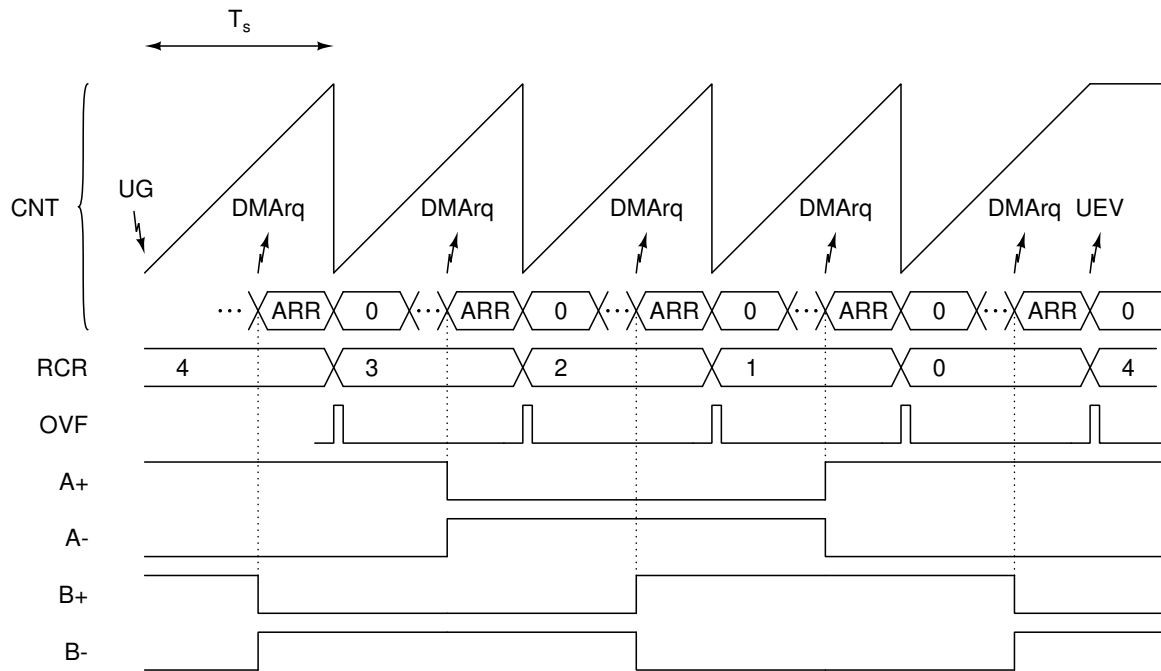 Ts
CNT
UG
DMArq DMArq DMArq DMArq DMArq UEV
··· ARR 0 ··· ARR 0 ··· ARR 0 ··· ARR 0 ··· ARR 0
RCR 4 3 2 1 0 4
OVF
A+
A-
B+
B-